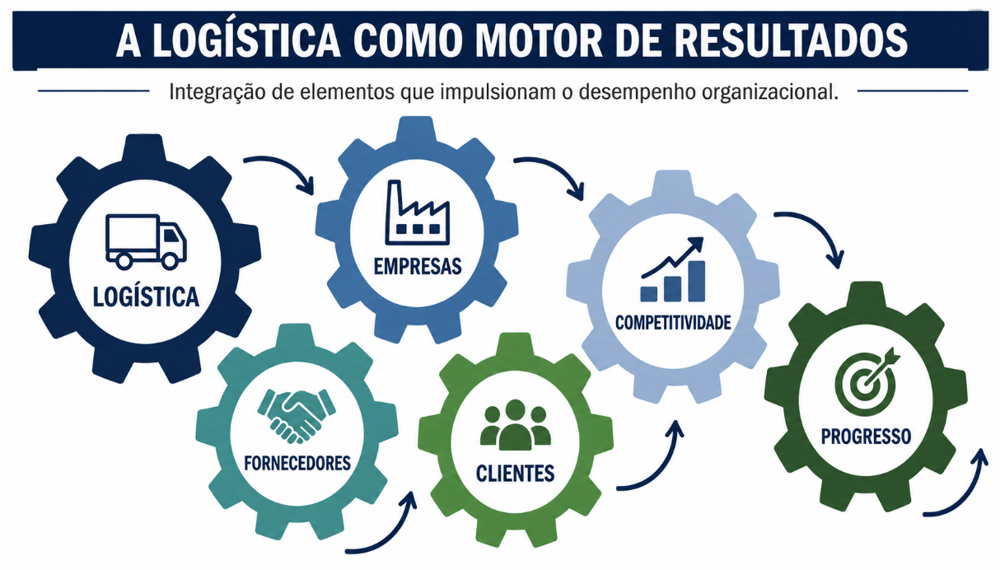 A LOGÍSTICA COMO MOTOR DE RESULTADOS
Integração de elementos que impulsionam o desempenho organizacional.
LOGÍSTICA
EMPRESAS
COMPETITIVIDADE
FORNECEDORES
CLIENTES
PROGRESSO